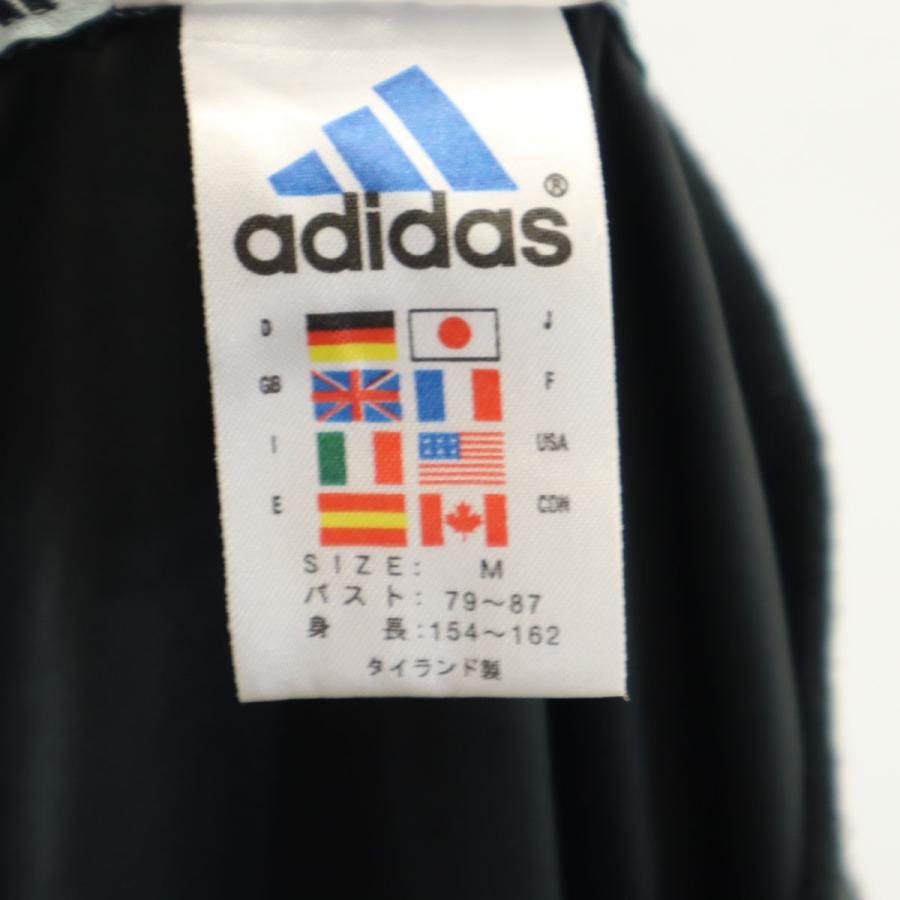 adidas®
D J
GB F
I USA
E CDN
SIZE: M
バスト: 79～87
身長:154～162
タイランド製